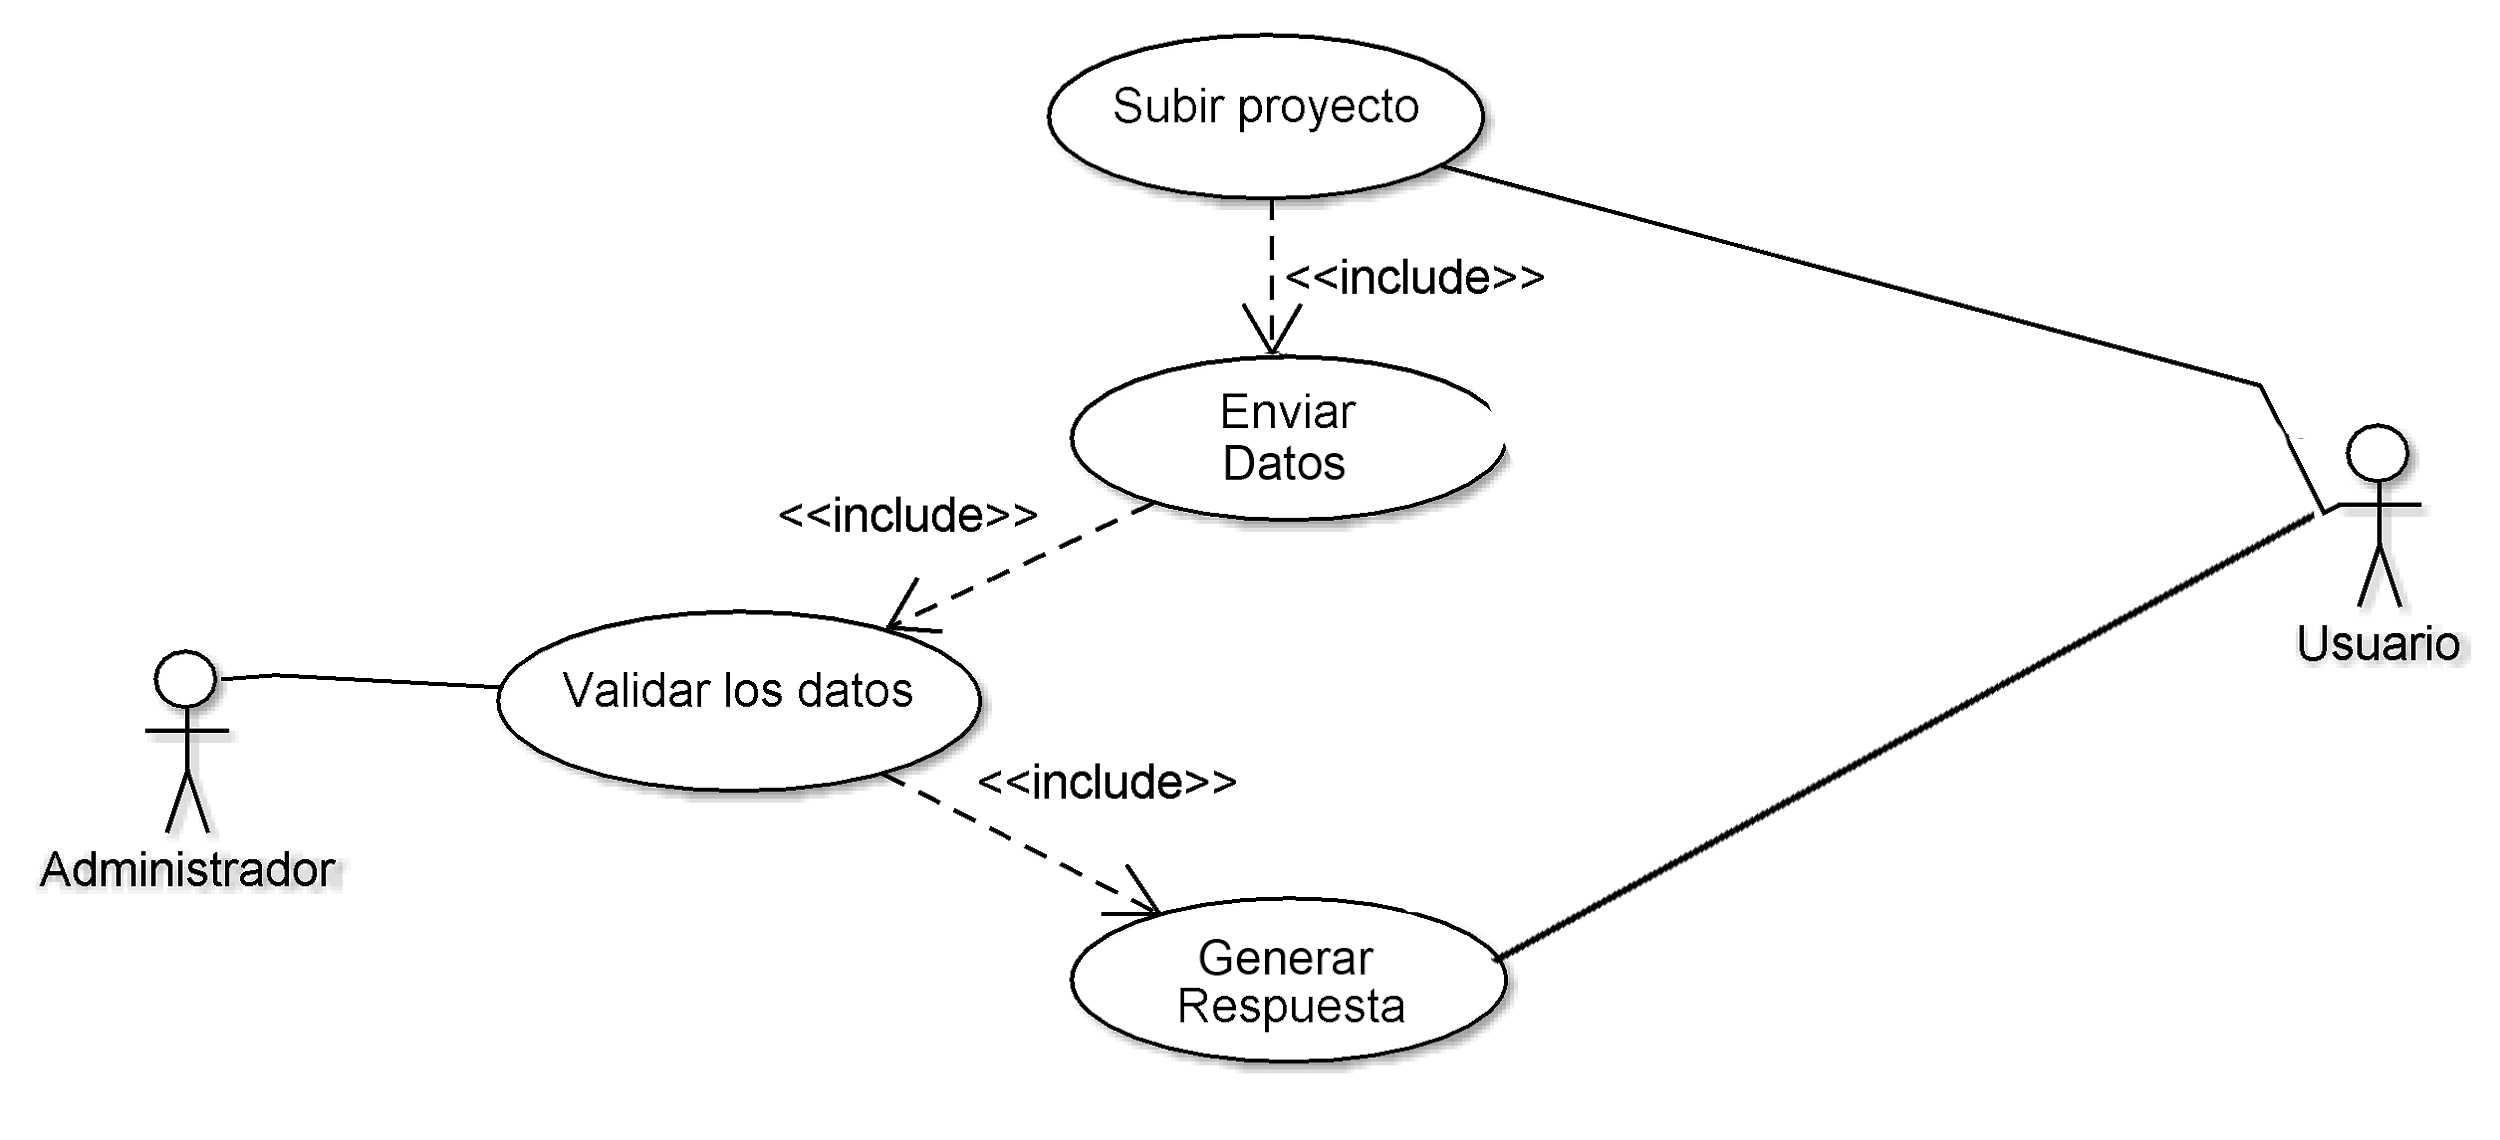 Subir proyecto
<<include>>
Enviar
Datos
<<include>>
Usuario
Validar los datos
<<include>>
Administrador
Generar
Respuesta